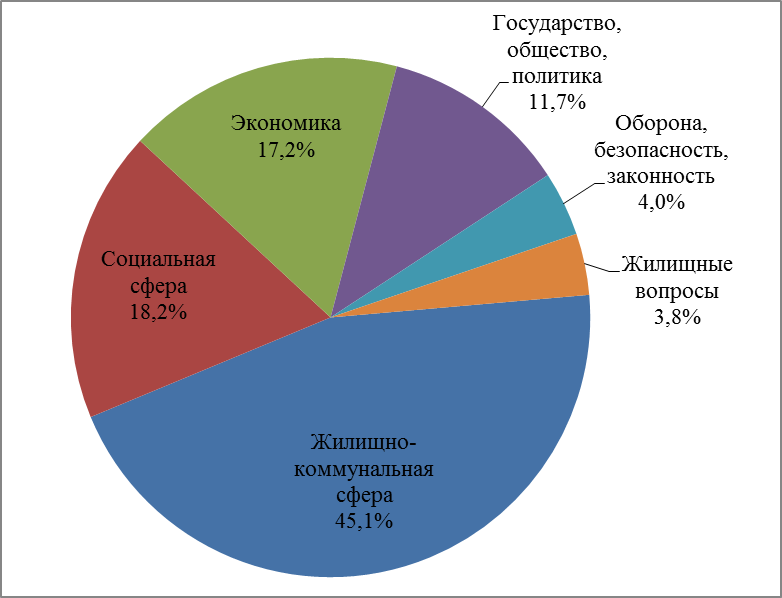 Государство,
общество,
политика
11,7%
Оборона,
безопасность,
законность
4,0%
Жилищные
вопросы
3,8%
Экономика
17,2%
Социальная
сфера
18,2%
Жилищно-
коммунальная
сфера
45,1%